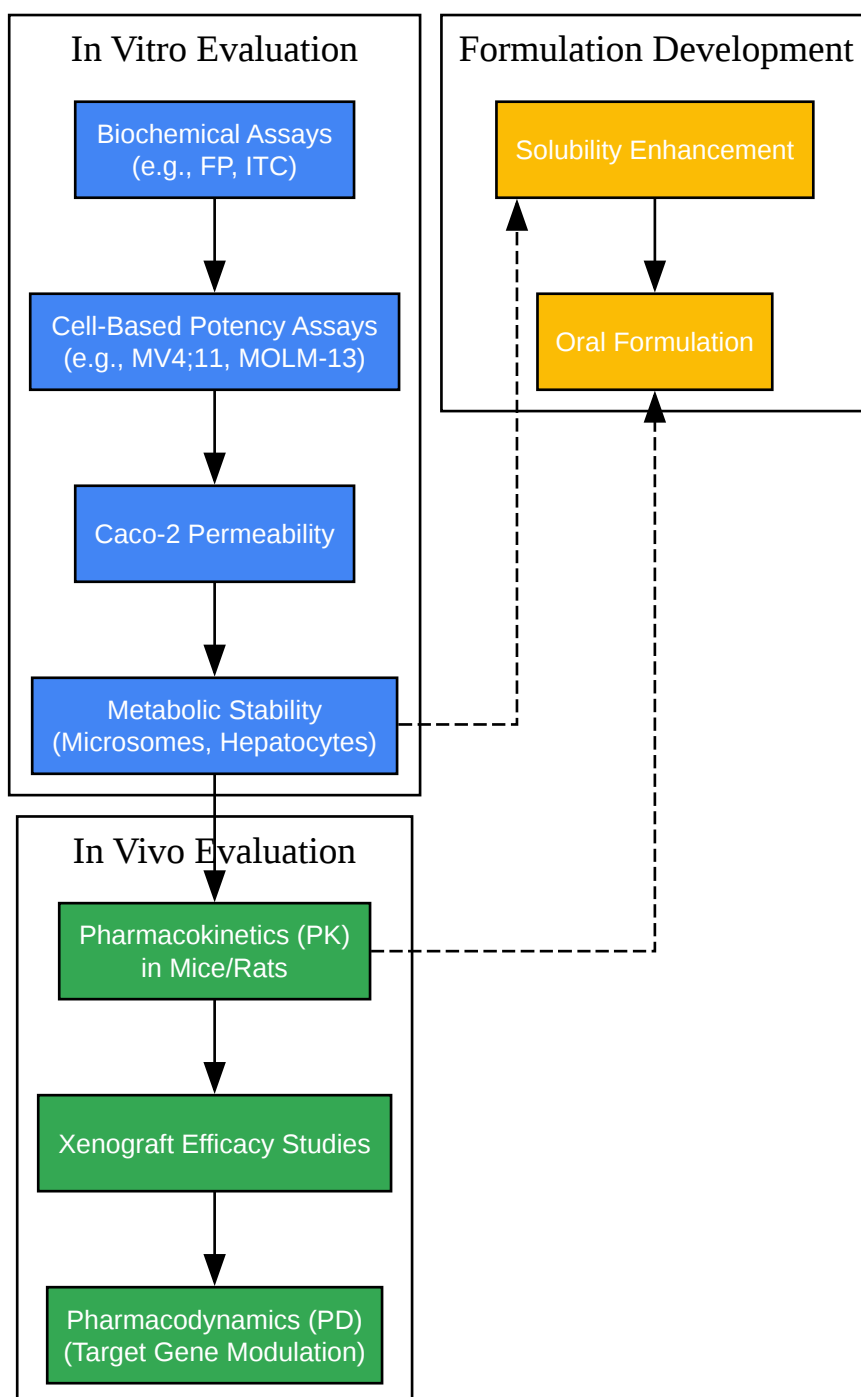 In Vitro Evaluation
Biochemical Assays
(e.g., FP, ITC)
Cell-Based Potency Assays
(e.g., MV4;11, MOLM-13)
Caco-2 Permeability
Metabolic Stability
(Microsomes, Hepatocytes)
Formulation Development
Solubility Enhancement
Oral Formulation
In Vivo Evaluation
Pharmacokinetics (PK)
in Mice/Rats
Xenograft Efficacy Studies
Pharmacodynamics (PD)
(Target Gene Modulation)